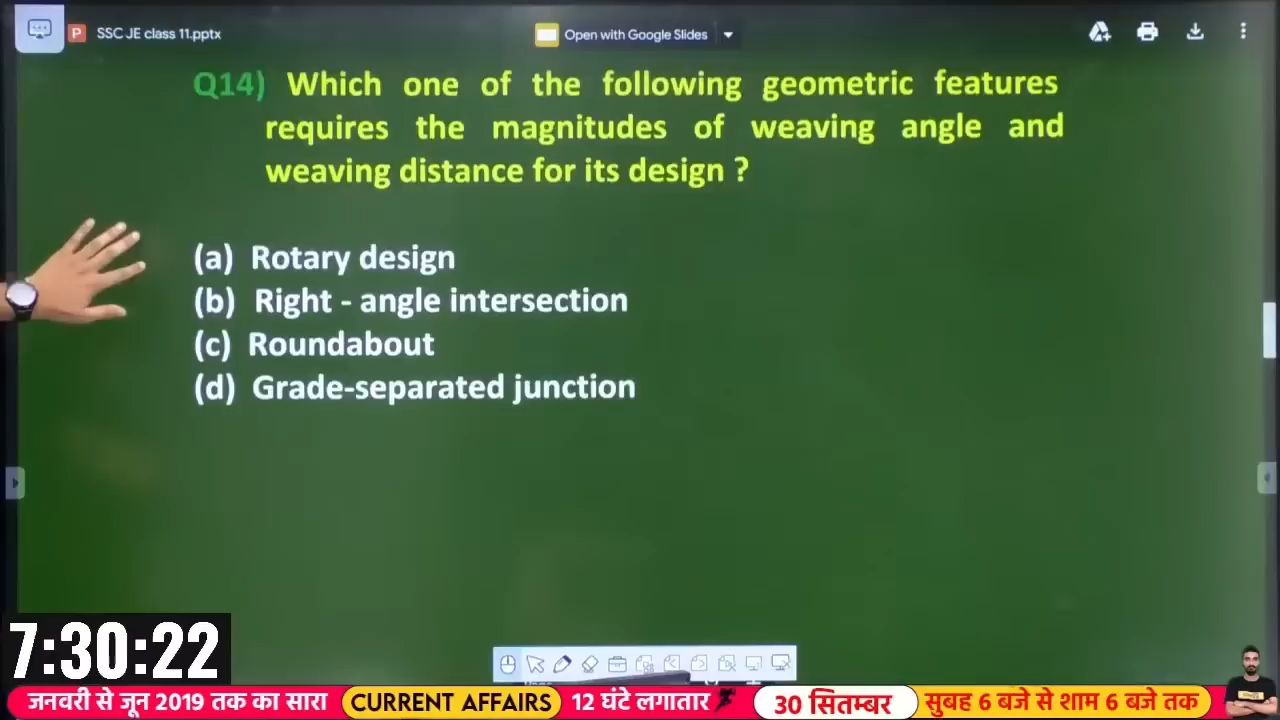 P SSC JE class 11.pptx
Open with Google Slides
Q14) Which one of the following geometric features
requires the magnitudes of weaving angle and
weaving distance for its design ?
(a) Rotary design
(b) Right - angle intersection
(c) Roundabout
(d) Grade-separated junction
7:30:22
जनवरी से जून 2019 तक का सारा CURRENT AFFAIRS 12 घंटे लगातार 30 सितम्बर सुबह 6 बजे से शाम 6 बजे तक